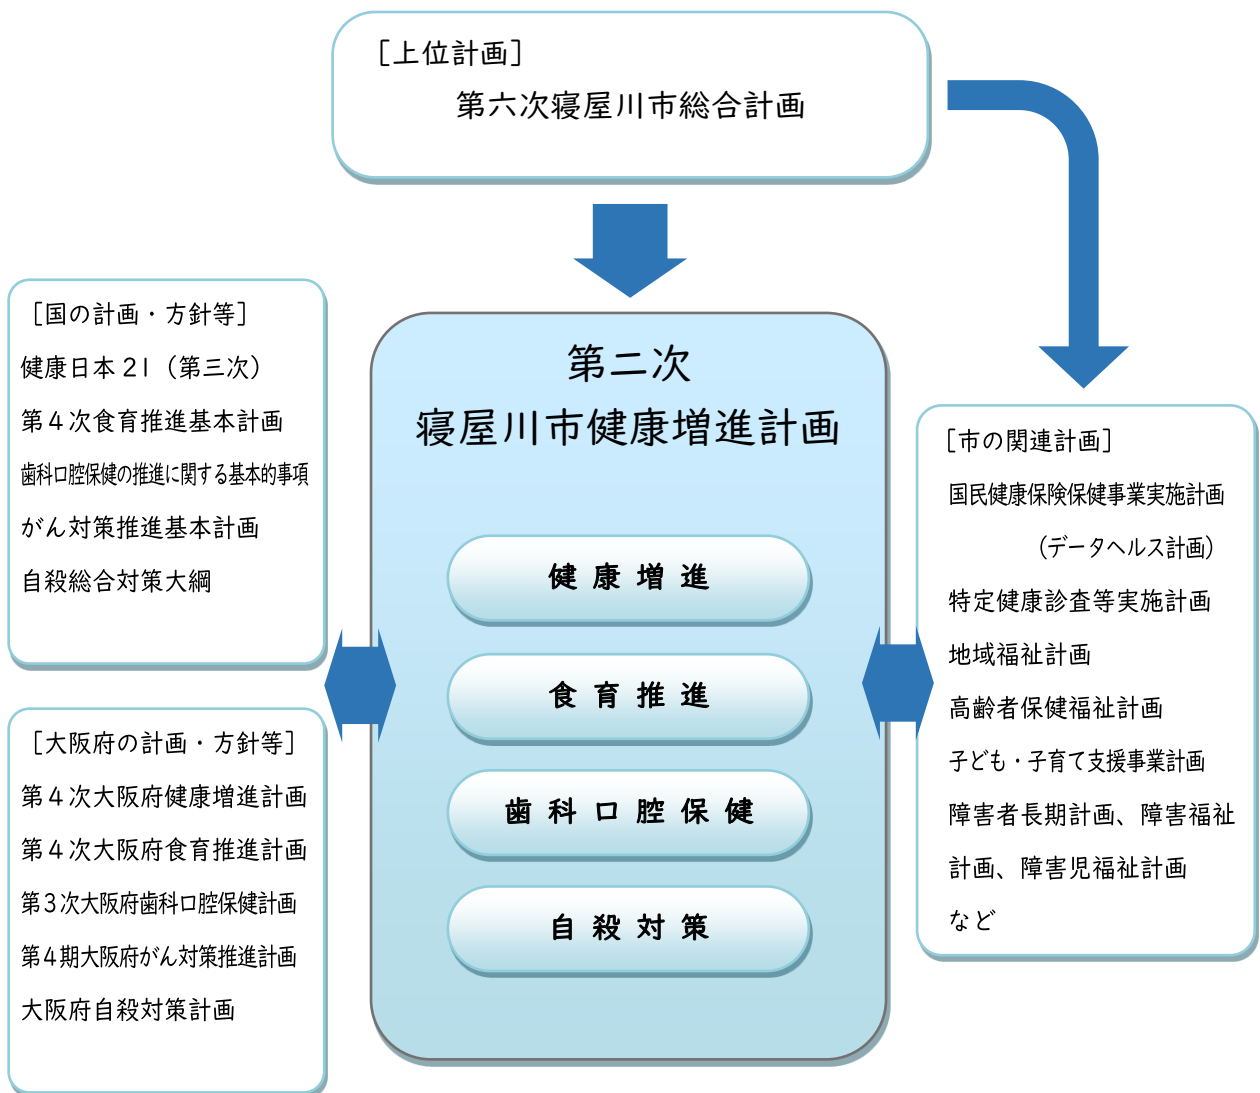 ［上位計画］
第六次寝屋川市総合計画
［国の計画・方針等］
健康日本２１（第三次）
第４次食育推進基本計画
歯科口腔保健の推進に関する基本的事項
がん対策推進基本計画
自殺総合対策大綱
［大阪府の計画・方針等］
第４次大阪府健康増進計画
第４次大阪府食育推進計画
第３次大阪府歯科口腔保健計画
第４期大阪府がん対策推進計画
大阪府自殺対策計画
第二次
寝屋川市健康増進計画
健康増進
食育推進
歯科口腔保健
自殺対策
［市の関連計画］
国民健康保険保健事業実施計画
（データヘルス計画）
特定健康診査等実施計画
地域福祉計画
高齢者保健福祉計画
子ども・子育て支援事業計画
障害者長期計画、障害福祉
計画、障害児福祉計画
など